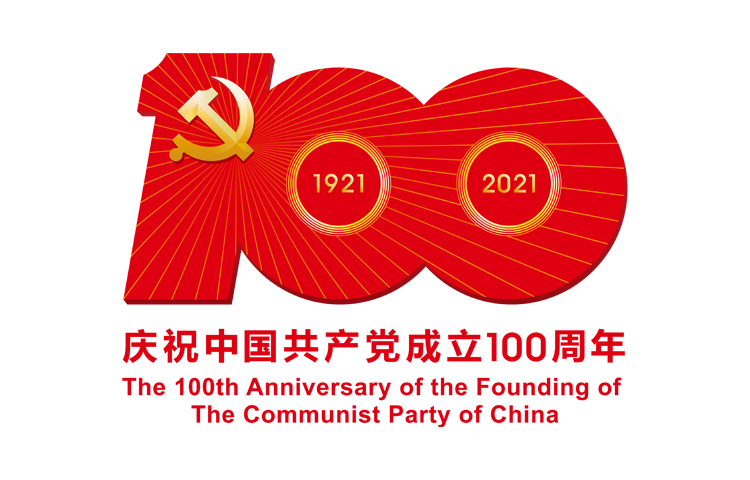 100
1921
2021
庆祝中国共产党成立100周年
The 100th Anniversary of the Founding of
The Communist Party of China